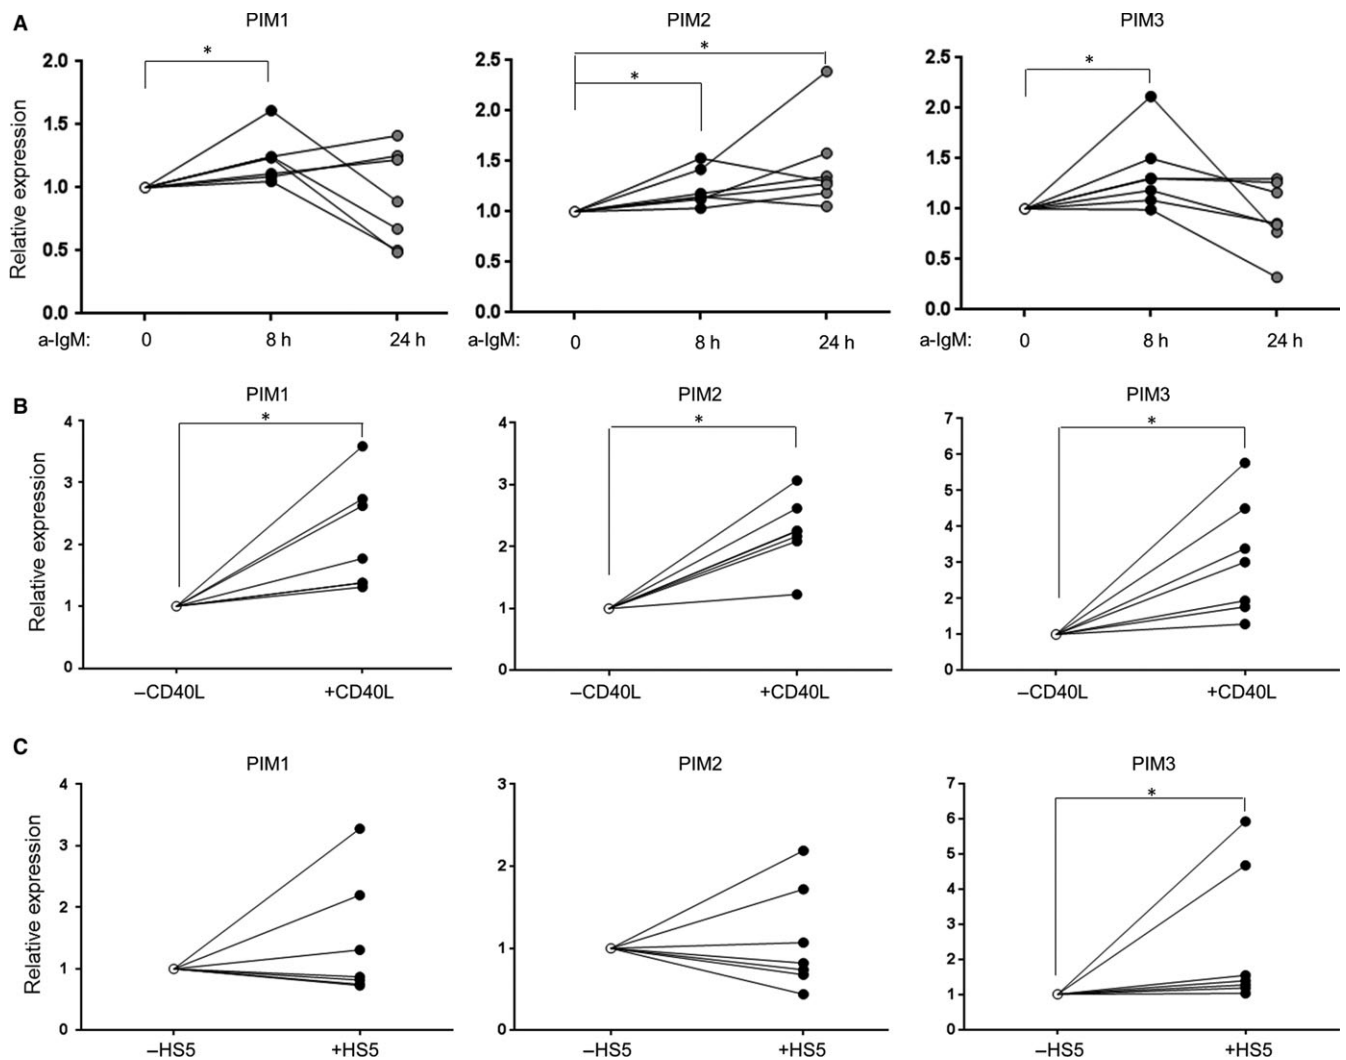 A
PIM1
PIM2
PIM3
Relative expression
2.0
1.5
1.0
0.5
0.0
*
a-IgM: 0 8 h 24 h
2.5
2.0
1.5
1.0
0.5
0.0
*
*
a-IgM: 0 8 h 24 h
2.5
2.0
1.5
1.0
0.5
0.0
*
a-IgM: 0 8 h 24 h
B
PIM1
PIM2
PIM3
Relative expression
4
3
2
1
0
*
–CD40L +CD40L
4
3
2
1
0
*
–CD40L +CD40L
7
6
5
4
3
2
1
0
*
–CD40L +CD40L
C
PIM1
PIM2
PIM3
Relative expression
4
3
2
1
0
–HS5 +HS5
3
2
1
0
–HS5 +HS5
7
6
5
4
3
2
1
0
*
–HS5 +HS5